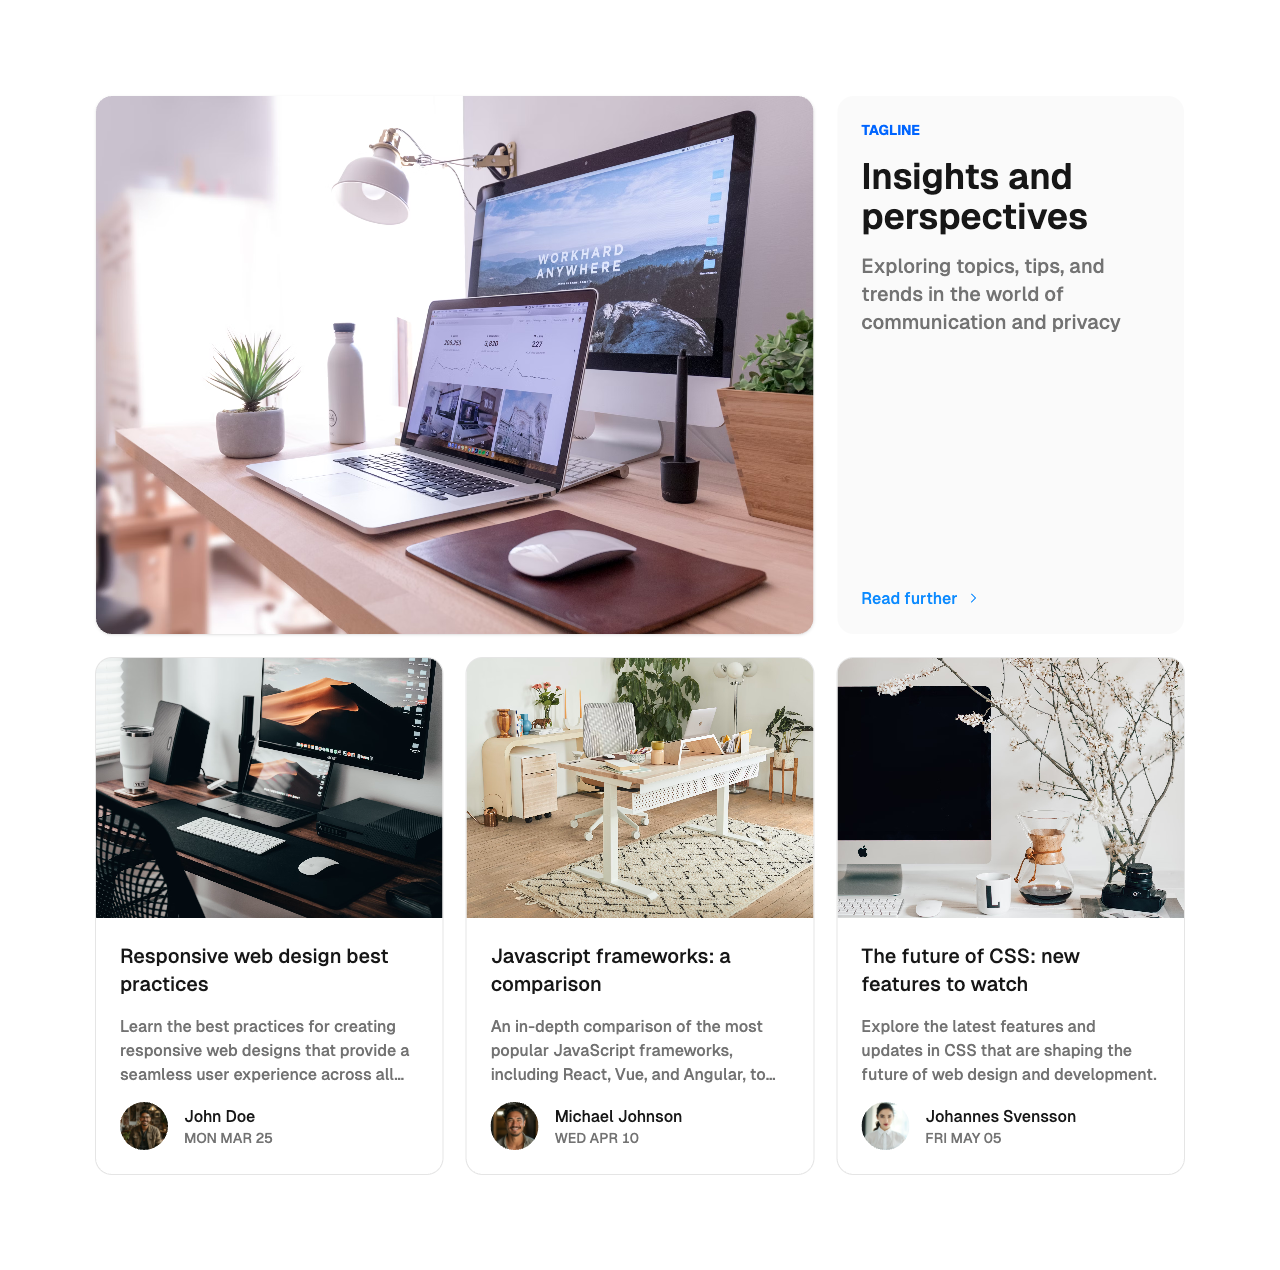 WORKHARD
ANYWHERE
205,253
3,820
227
TAGLINE
Insights and
perspectives
Exploring topics, tips, and
trends in the world of
communication and privacy
Read further
L
Responsive web design best
practices
Learn the best practices for creating
responsive web designs that provide a
seamless user experience across all...
John Doe
MON MAR 25
Javascript frameworks: a
comparison
An in-depth comparison of the most
popular JavaScript frameworks,
including React, Vue, and Angular, to...
Michael Johnson
WED APR 10
The future of CSS: new
features to watch
Explore the latest features and
updates in CSS that are shaping the
future of web design and development.
Johannes Svensson
FRI MAY 05